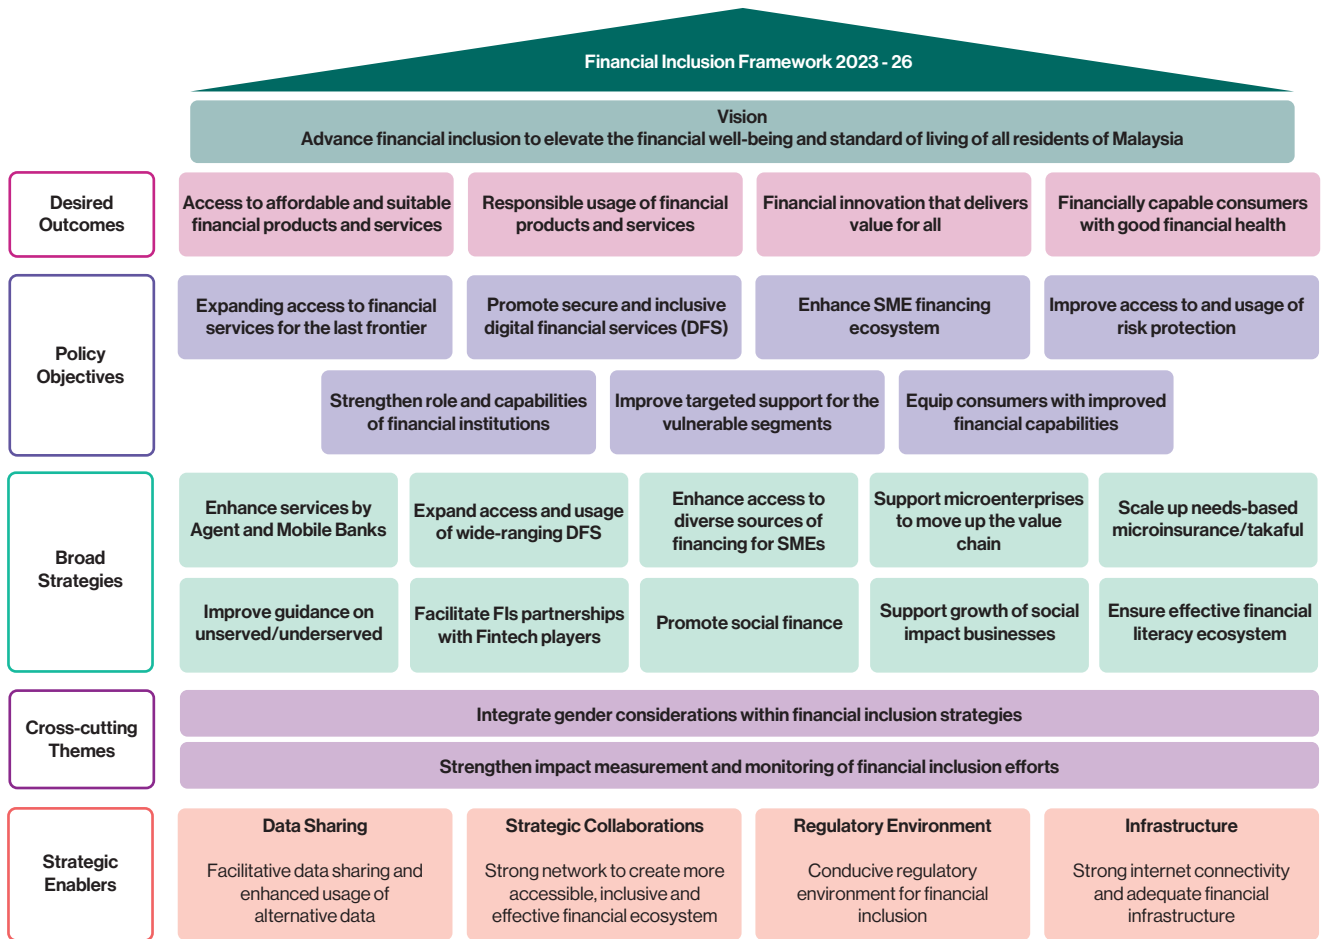 Financial Inclusion Framework 2023 - 26
Vision
Advance financial inclusion to elevate the financial well-being and standard of living of all residents of Malaysia
Desired
Outcomes
Access to affordable and suitable
financial products and services
Responsible usage of financial
products and services
Financial innovation that delivers
value for all
Financially capable consumers
with good financial health
Policy
Objectives
Expanding access to financial
services for the last frontier
Promote secure and inclusive
digital financial services (DFS)
Enhance SME financing
ecosystem
Improve access to and usage of
risk protection
Strengthen role and capabilities
of financial institutions
Improve targeted support for the
vulnerable segments
Equip consumers with improved
financial capabilities
Broad
Strategies
Enhance services by
Agent and Mobile Banks
Expand access and usage
of wide-ranging DFS
Enhance access to
diverse sources of
financing for SMEs
Support microenterprises
to move up the value
chain
Scale up needs-based
microinsurance/takaful
Improve guidance on
unserved/underserved
Facilitate FIs partnerships
with Fintech players
Promote social finance
Support growth of social
impact businesses
Ensure effective financial
literacy ecosystem
Cross-cutting
Themes
Integrate gender considerations within financial inclusion strategies
Strengthen impact measurement and monitoring of financial inclusion efforts
Strategic
Enablers
Data Sharing
Facilitative data sharing and
enhanced usage of
alternative data
Strategic Collaborations
Strong network to create more
accessible, inclusive and
effective financial ecosystem
Regulatory Environment
Conducive regulatory
environment for financial
inclusion
Infrastructure
Strong internet connectivity
and adequate financial
infrastructure